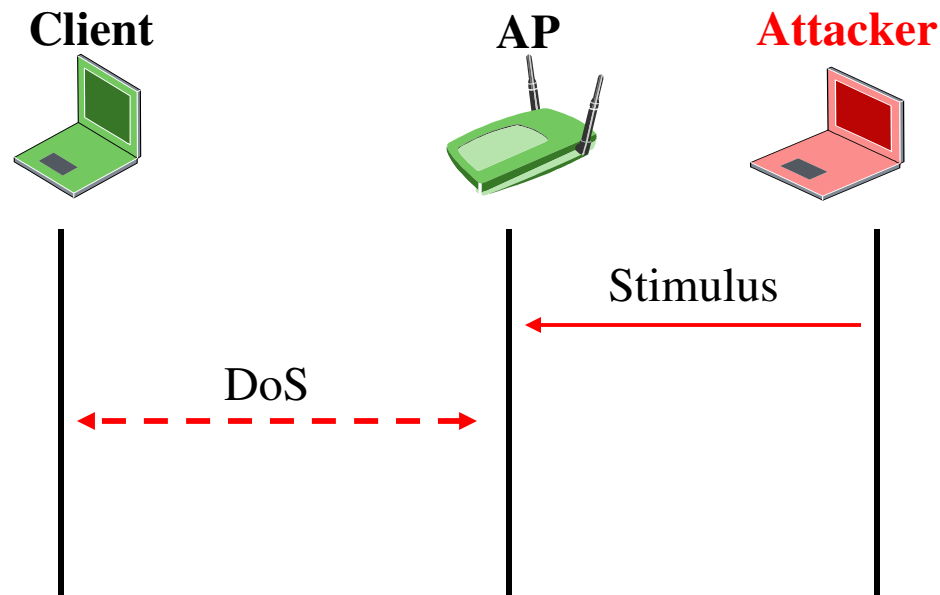 Client
AP
Attacker
Stimulus
DoS